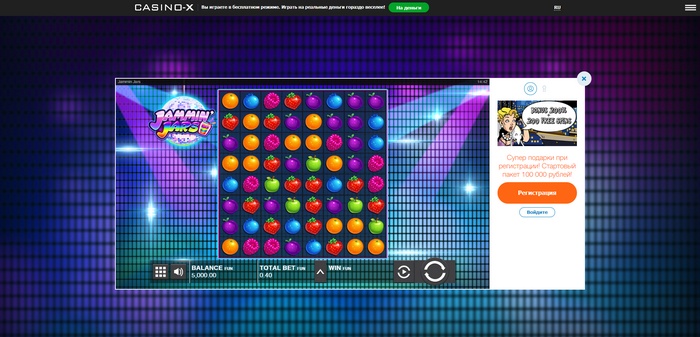 CASINO-X
Вы играете в бесплатном режиме. Играть на реальные деньги гораздо веселее!
На деньги
RU
Jammin Jars
14:42
JAMMIN'
JARS
BONUS 200%
200 FREE SPINS
Супер подарки при
регистрации! Стартовый
пакет 100 000 рублей!
Регистрация
Войдите
BALANCE FUN
5,000.00
TOTAL BET FUN
0.40
WIN FUN